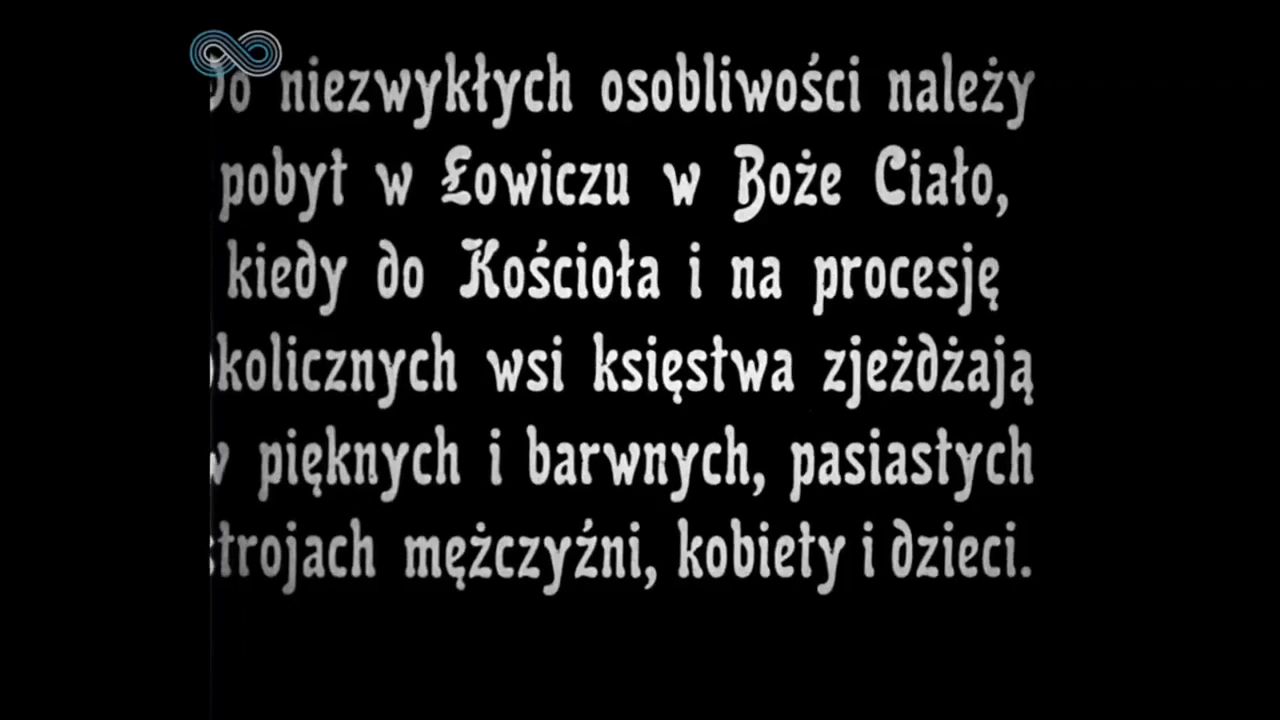 Do niezwykłych osobliwości należy
pobyt w Łowiczu w Boże Ciało,
kiedy do Kościoła i na procesję
okolicznych wsi księstwa zjeżdżają
w pięknych i barwnych, pasiastych
strojach mężczyźni, kobiety i dzieci.